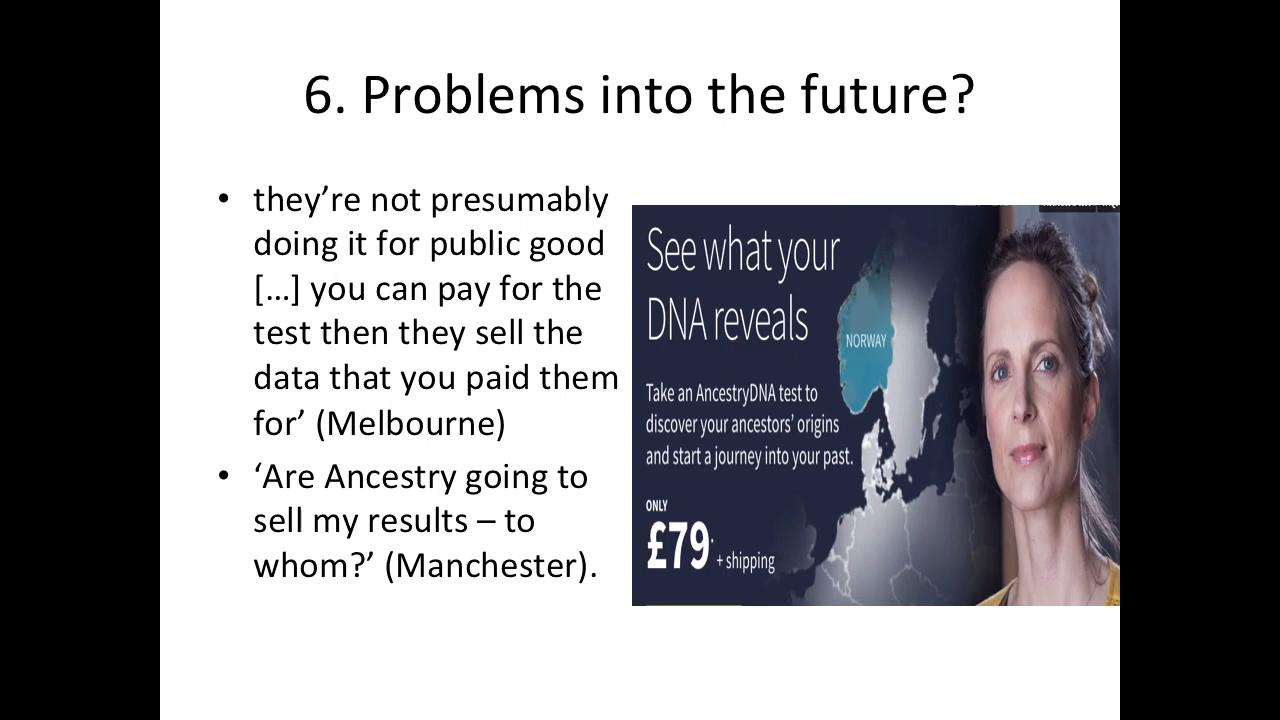 6. Problems into the future?
• they’re not presumably
doing it for public good
[…] you can pay for the
test then they sell the
data that you paid them
for’ (Melbourne)
• ‘Are Ancestry going to
sell my results – to
whom?’ (Manchester).
See what your
DNA reveals
NORWAY
Take an AncestryDNA test to
discover your ancestors’ origins
and start a journey into your past.
ONLY
£79*
+ shipping